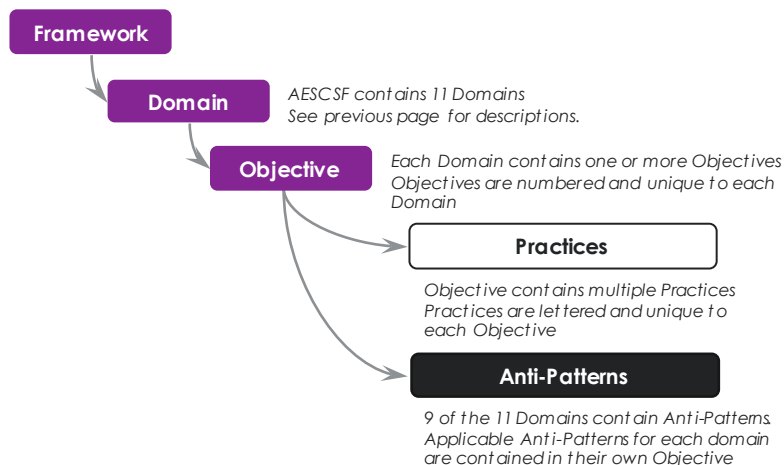 Framework
Domain
AESCSF contains 11 Domains
See previous page for descriptions.
Objective
Each Domain contains one or more Objectives
Objectives are numbered and unique to each
Domain
Practices
Objective contains multiple Practices
Practices are lettered and unique to
each Objective
Anti-Patterns
9 of the 11 Domains contain Anti-Patterns.
Applicable Anti-Patterns for each domain
are contained in their own Objective